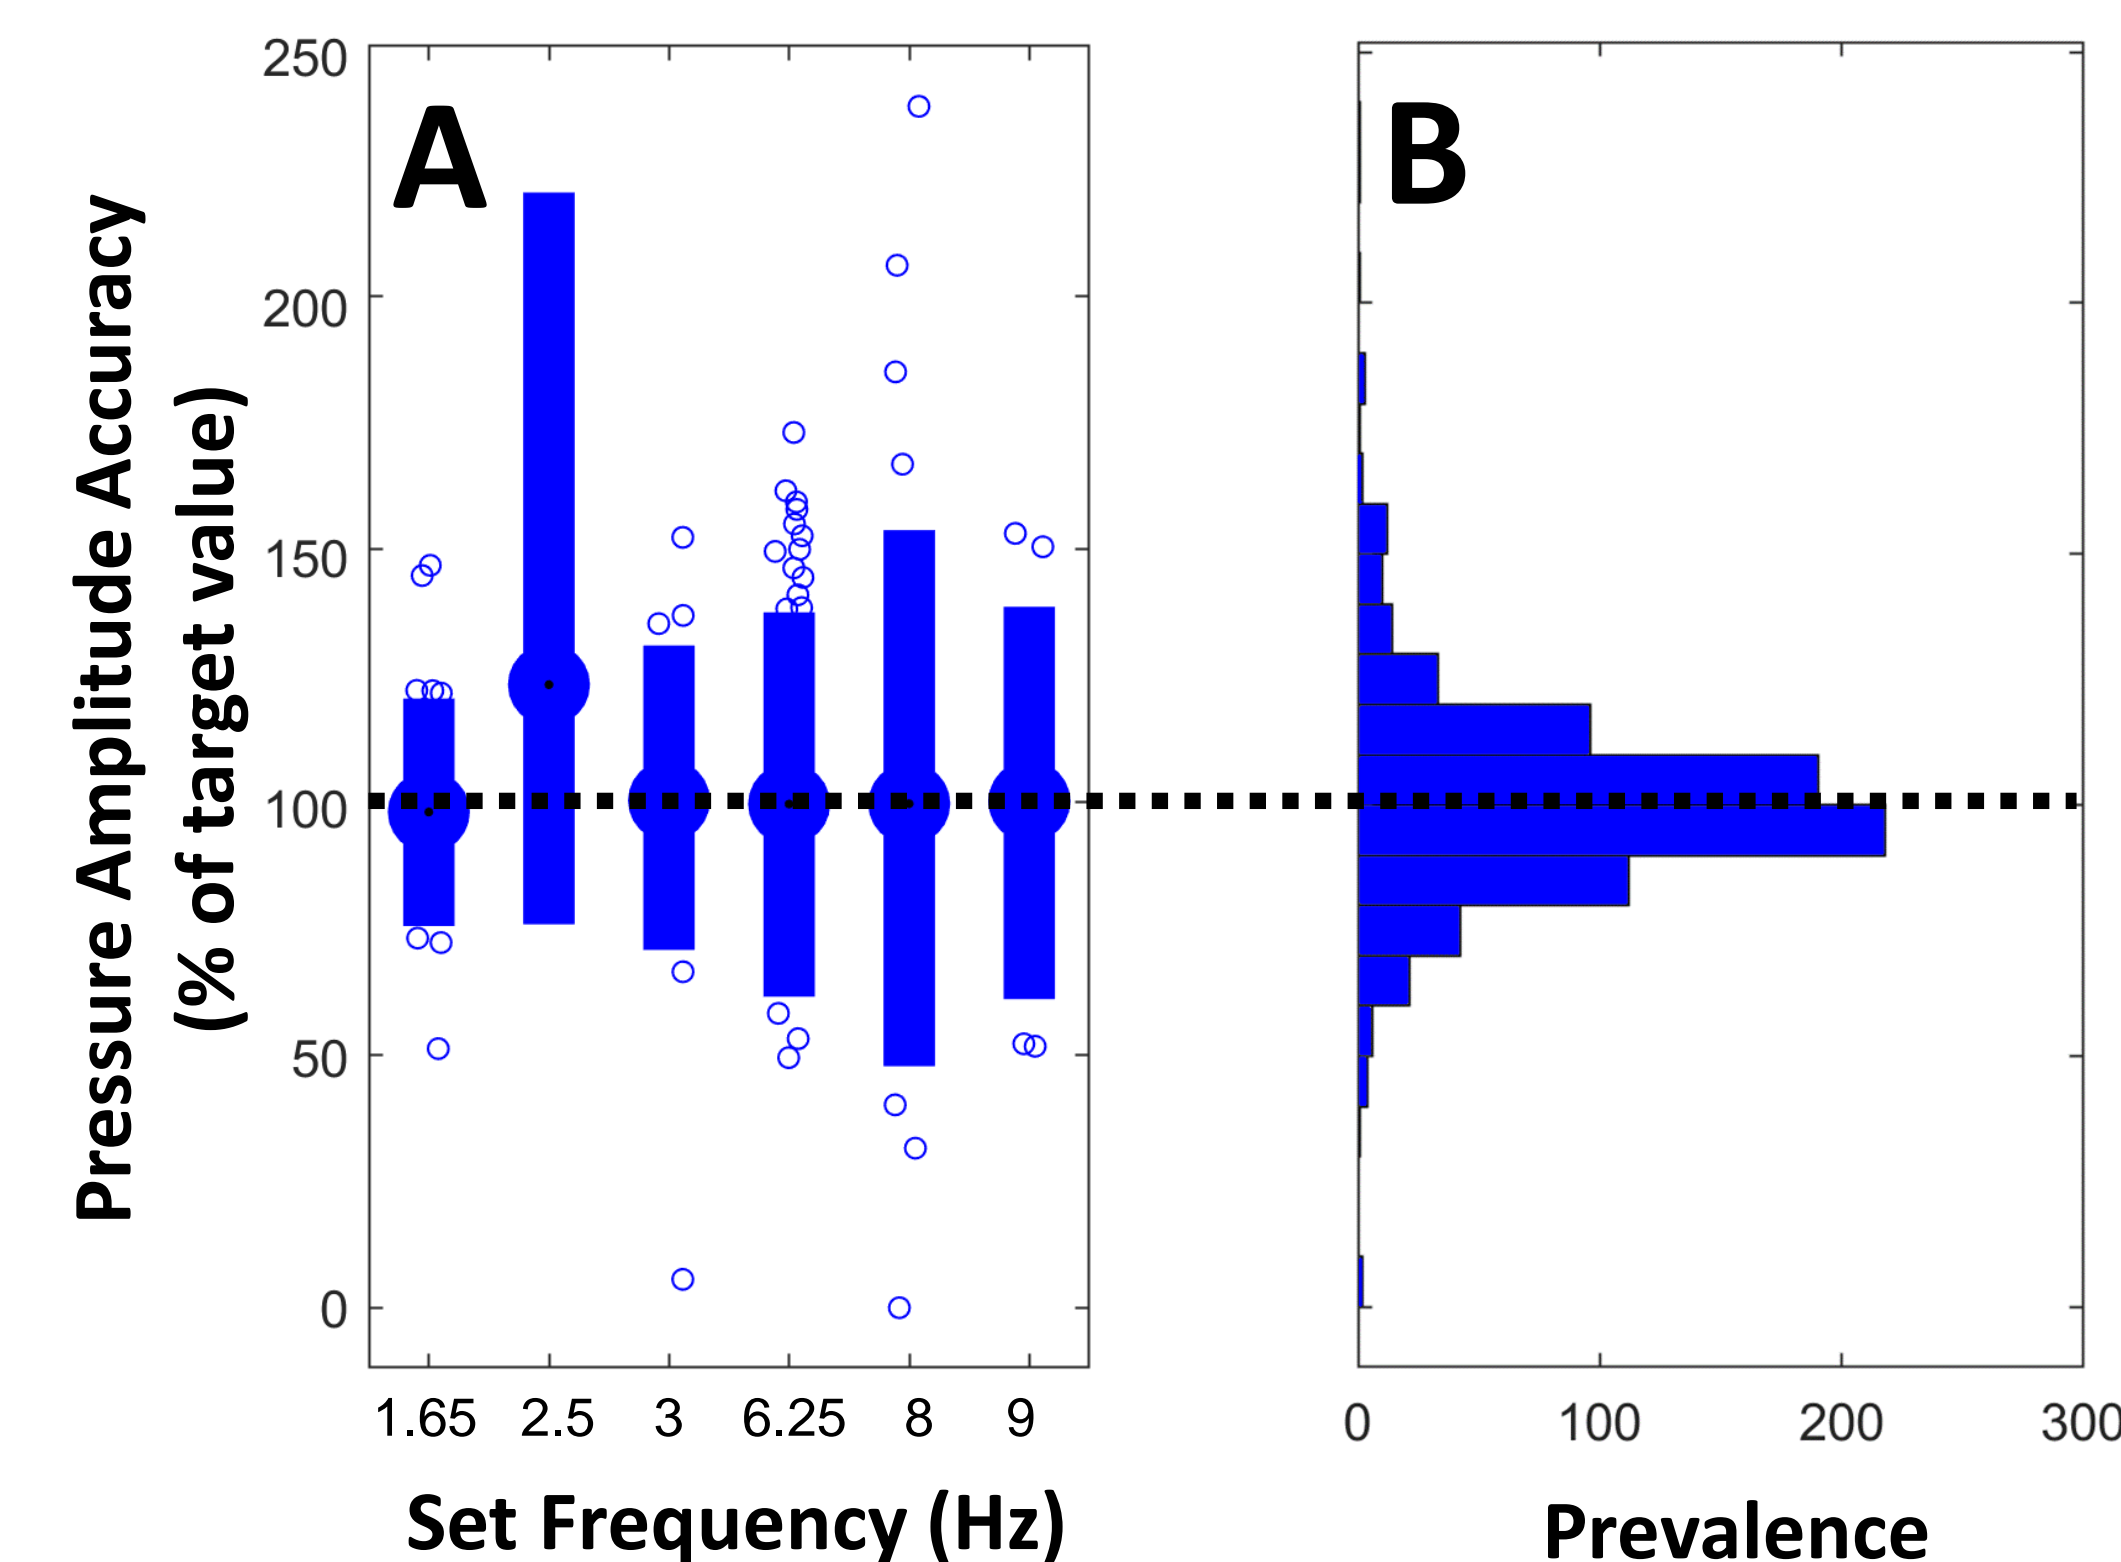 Pressure Amplitude Accuracy
(% of target value)
A
250
200
150
100
50
0
1.65 2.5 3 6.25 8 9
Set Frequency (Hz)
B
0 100 200 300
Prevalence